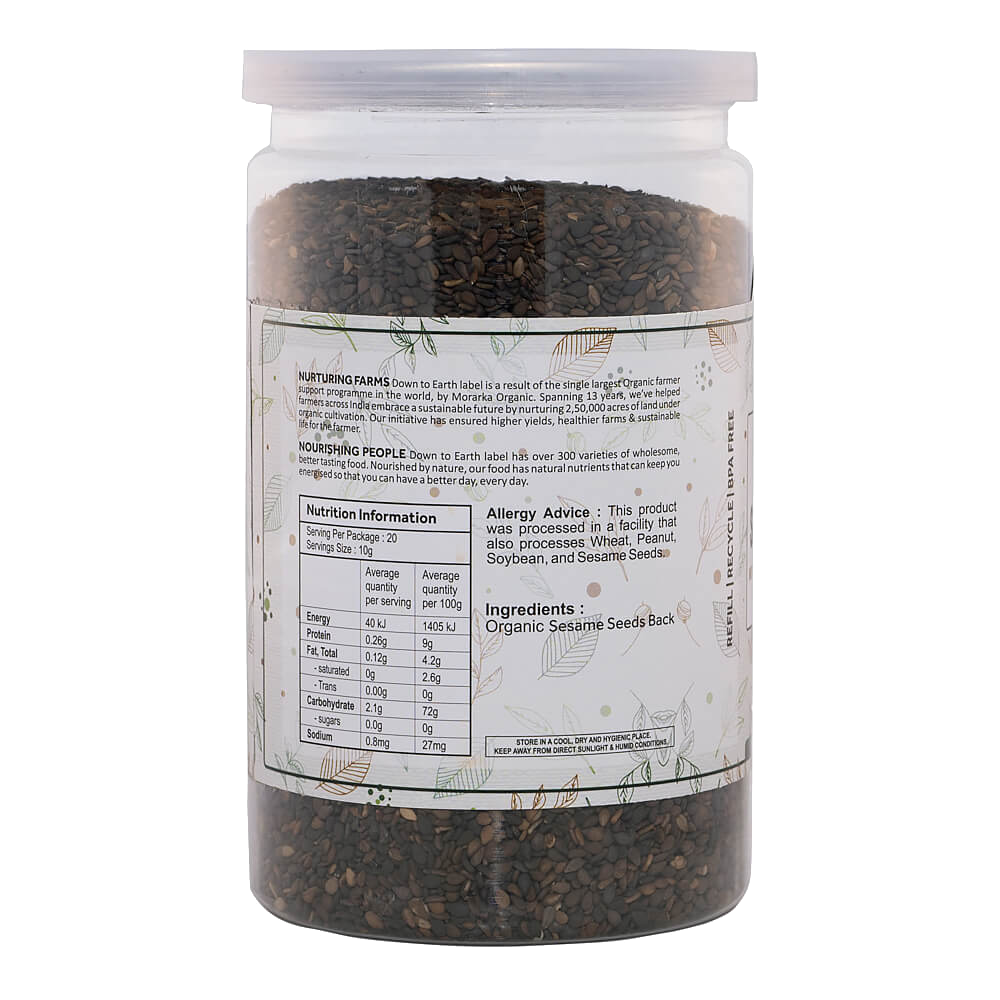 NURTURING FARMS Down to Earth label is a result of the single largest Organic farmer
support programme in the world, by Morarka Organic. Spanning 13 years, we've helped
farmers across India embrace a sustainable future by nurturing 2,50,000 acres of land under
organic cultivation. Our initiative has ensured higher yields, healthier farms & sustainable
life for the farmer.
NOURISHING PEOPLE Down to Earth label has over 300 varieties of wholesome,
better tasting food. Nourished by nature, our food has natural nutrients that can keep you
energised so that you can have a better day, every day.
Nutrition Information
Serving Per Package : 20
Servings Size : 10g
Average quantity per serving Average quantity per 100g
Energy 40 kJ 1405 kJ
Protein 0.26g 9g
Fat, Total 0.12g 4.2g
- saturated 0g 2.6g
- Trans 0.00g 0g
Carbohydrate 2.1g 72g
- sugars 0.0g 0g
Sodium 0.8mg 27mg
Allergy Advice : This product
was processed in a facility that
also processes Wheat, Peanut,
Soybean, and Sesame Seeds.
Ingredients :
Organic Sesame Seeds Back
STORE IN A COOL, DRY AND HYGIENIC PLACE.
KEEP AWAY FROM DIRECT SUNLIGHT & HUMID CONDITIONS.
REFILL | RECYCLE | BPA FREE